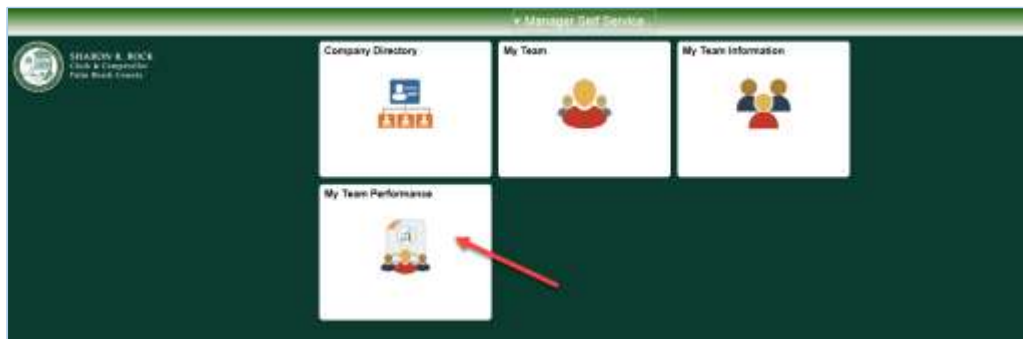 ▾ Manager Self Service
SHARON R. BOCK
Clerk & Comptroller
Palm Beach County
Company Directory
My Team
My Team Information
My Team Performance